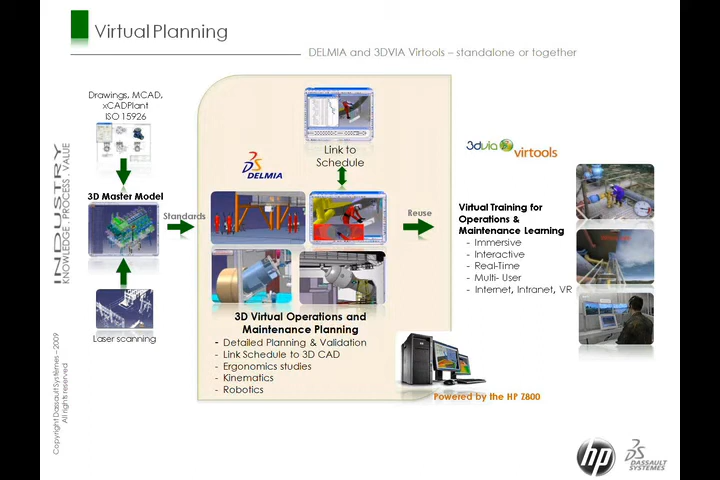 Virtual Planning
DELMIA and 3DVIA Virtools – standalone or together
Drawings, MCAD,
xCADPlant
ISO 15926
3D Master Model
Laser scanning
Standards
DS
DELMIA
Link to
Schedule
3D Virtual Operations and
Maintenance Planning
- Detailed Planning & Validation
- Link Schedule to 3D CAD
- Ergonomics studies
- Kinematics
- Robotics
Reuse
3dvia virtools
Virtual Training for
Operations &
Maintenance Learning
- Immersive
- Interactive
- Real-Time
- Multi- User
- Internet, Intranet, VR
Powered by the HP Z800
INDUSTRY
KNOWLEDGE . PROCESS . VALUE
Copyright Dassault Systèmes – 2009
All rights reserved
hp
DS
DASSAULT
SYSTEMES